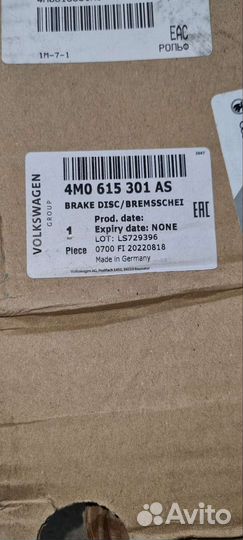 EAC
1M-7-1
РОЛЬФ
3847
VOLKSWAGEN
GROUP
4M0 615 301 AS
BRAKE DISC/BREMSSCHEI
Prod. date:
1
Expiry date: NONE
LOT: LS729396
Piece
0700 FI 20220818
Made in Germany
EAC
Avito